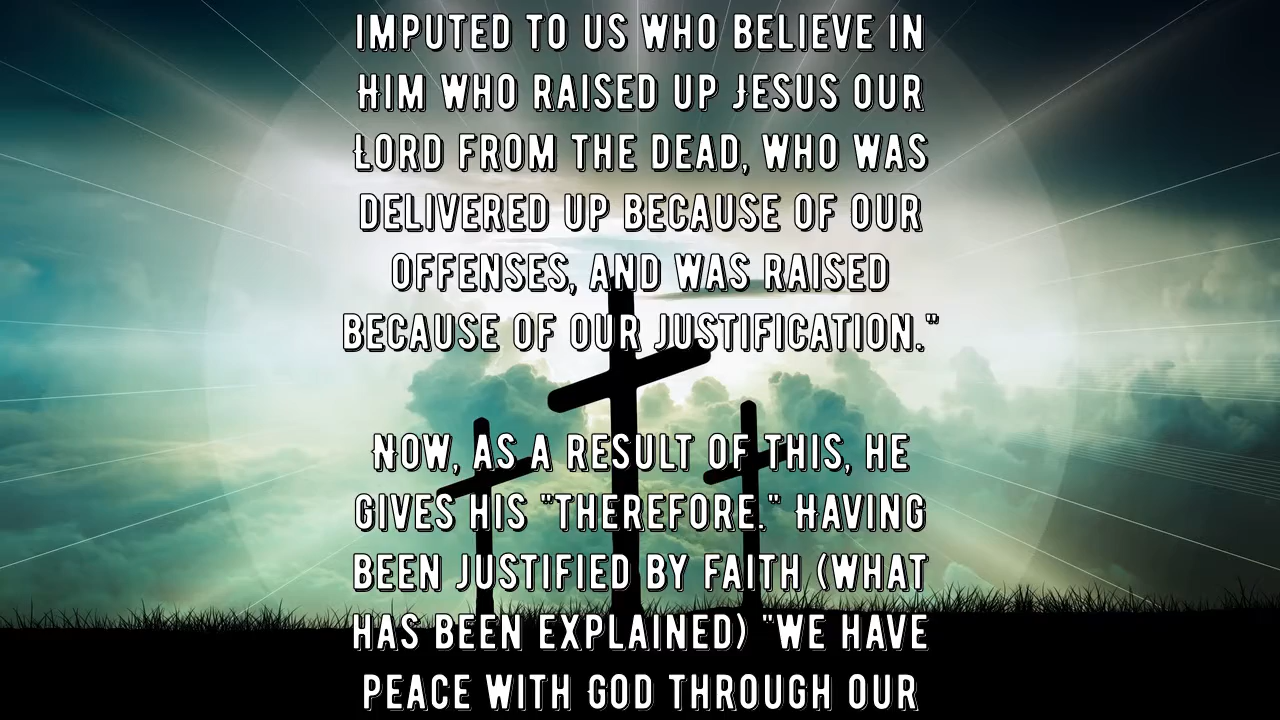 IMPUTED TO US WHO BELIEVE IN
HIM WHO RAISED UP JESUS OUR
LORD FROM THE DEAD, WHO WAS
DELIVERED UP BECAUSE OF OUR
OFFENSES, AND WAS RAISED
BECAUSE OF OUR JUSTIFICATION."
NOW, AS A RESULT OF THIS, HE
GIVES HIS "THEREFORE." HAVING
BEEN JUSTIFIED BY FAITH (WHAT
HAS BEEN EXPLAINED) "WE HAVE
PEACE WITH GOD THROUGH OUR